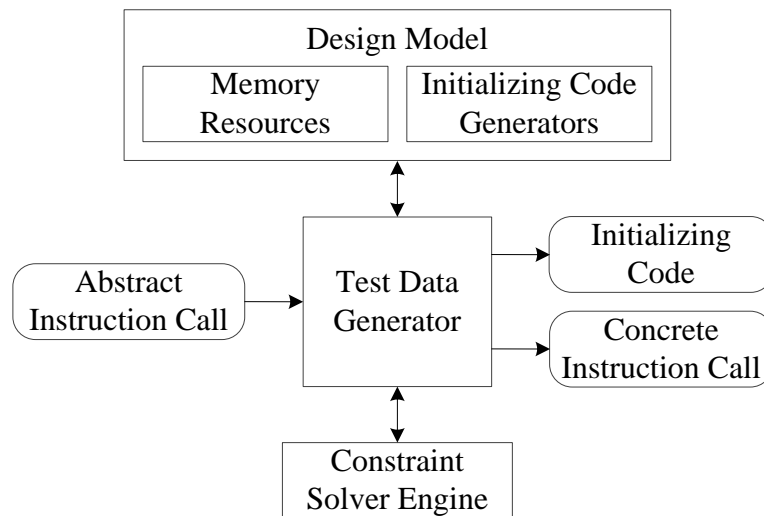 Design Model
Memory
Resources
Initializing Code
Generators
Abstract
Instruction Call
Test Data
Generator
Initializing
Code
Concrete
Instruction Call
Constraint
Solver Engine